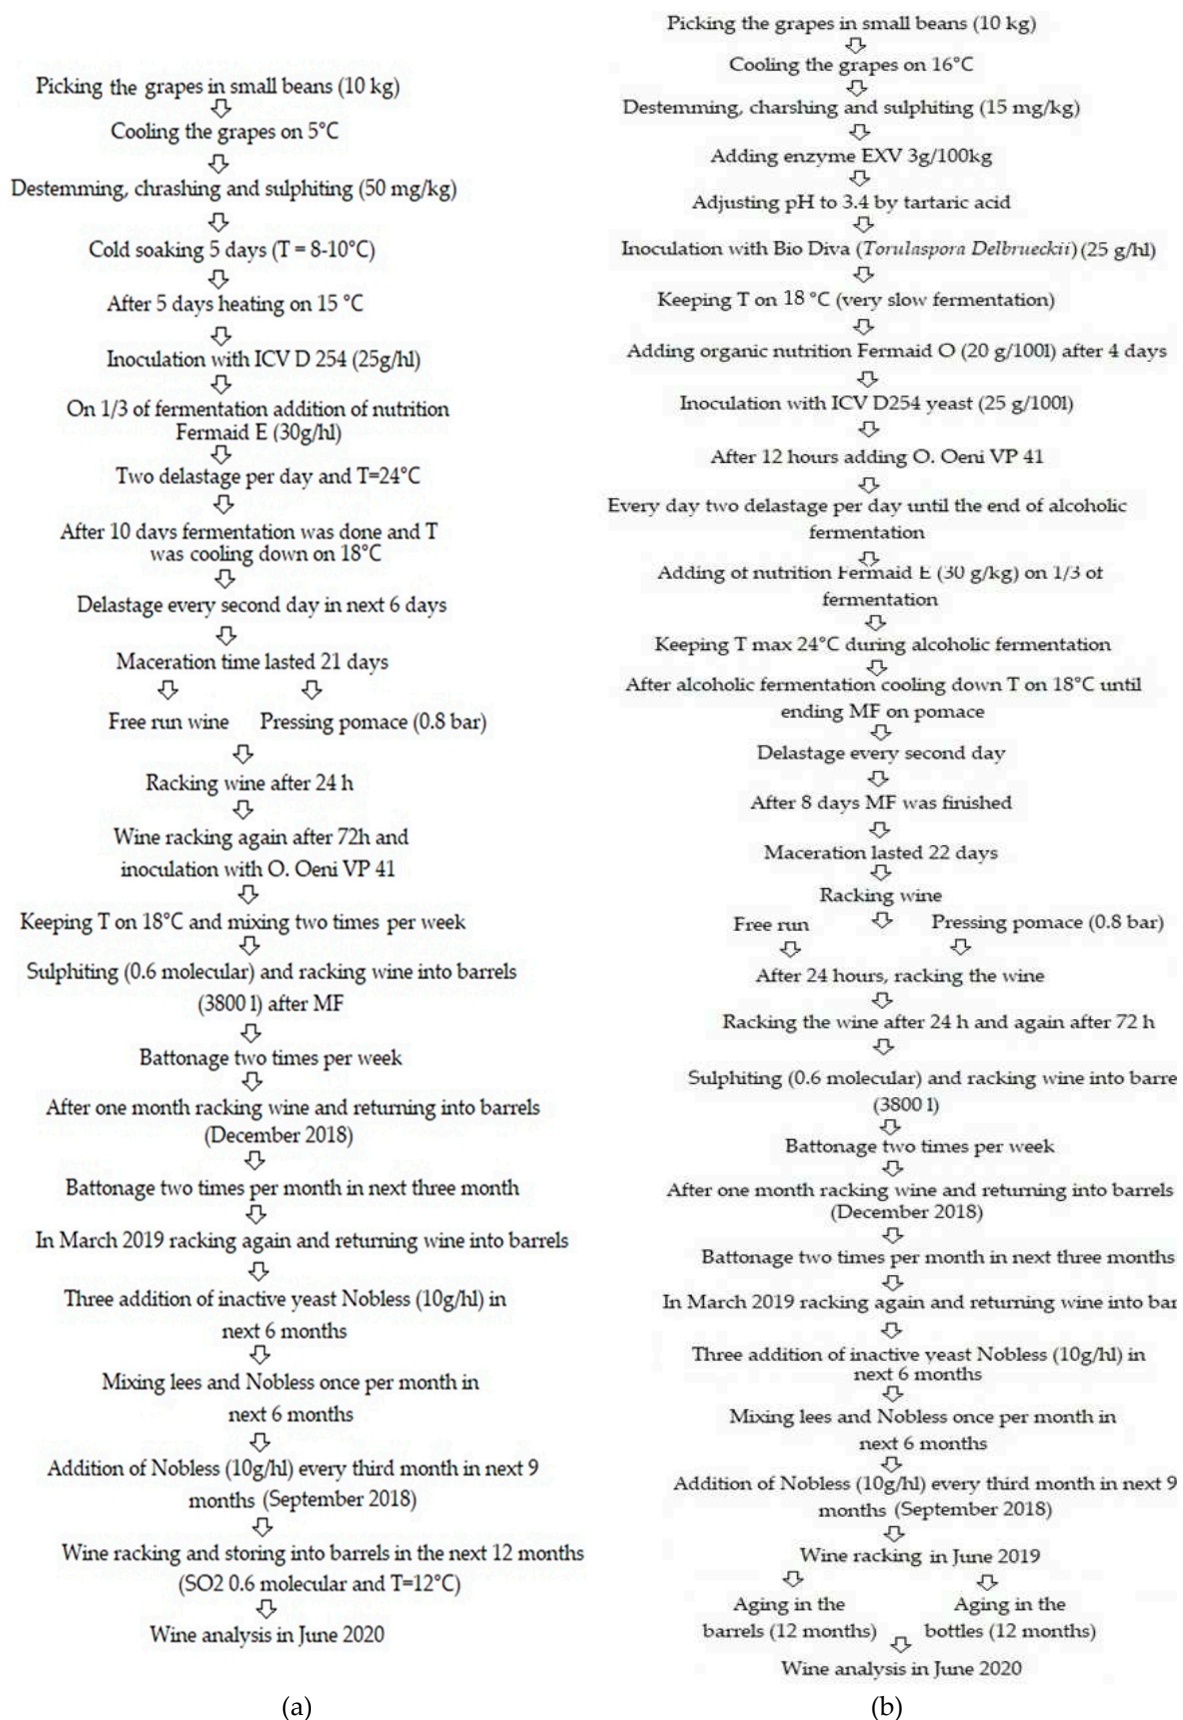 Picking the grapes in small beans (10 kg)
Cooling the grapes on 5°C
Destemming, chrashing and sulphiting (50 mg/kg)
Cold soaking 5 days (T = 8-10°C)
After 5 days heating on 15 °C
Inoculation with ICV D 254 (25g/hl)
On 1/3 of fermentation addition of nutrition
Fermaid E (30g/hl)
Two delastage per day and T=24°C
After 10 days fermentation was done and T
was cooling down on 18°C
Delastage every second day in next 6 days
Maceration time lasted 21 days
Free run wine Pressing pomace (0.8 bar)
Racking wine after 24 h
Wine racking again after 72h and
inoculation with O. Oeni VP 41
Keeping T on 18°C and mixing two times per week
Sulphiting (0.6 molecular) and racking wine into barrels
(3800 l) after MF
Battonage two times per week
After one month racking wine and returning into barrels
(December 2018)
Battonage two times per month in next three month
In March 2019 racking again and returning wine into barrels
Three addition of inactive yeast Nobless (10g/hl) in
next 6 months
Mixing lees and Nobless once per month in
next 6 months
Addition of Nobless (10g/hl) every third month in next 9
months (September 2018)
Wine racking and storing into barrels in the next 12 months
(SO2 0.6 molecular and T=12°C)
Wine analysis in June 2020
(a)
Picking the grapes in small beans (10 kg)
Cooling the grapes on 16°C
Destemming, charshing and sulphiting (15 mg/kg)
Adding enzyme EXV 3g/100kg
Adjusting pH to 3.4 by tartaric acid
Inoculation with Bio Diva (Torulaspora Delbrueckii) (25 g/hl)
Keeping T on 18 °C (very slow fermentation)
Adding organic nutrition Fermaid O (20 g/100l) after 4 days
Inoculation with ICV D254 yeast (25 g/100l)
After 12 hours adding O. Oeni VP 41
Every day two delastage per day until the end of alcoholic
fermentation
Adding of nutrition Fermaid E (30 g/kg) on 1/3 of
fermentation
Keeping T max 24°C during alcoholic fermentation
After alcoholic fermentation cooling down T on 18°C until
ending MF on pomace
Delastage every second day
After 8 days MF was finished
Maceration lasted 22 days
Racking wine
Free run Pressing pomace (0.8 bar)
After 24 hours, racking the wine
Racking the wine after 24 h and again after 72 h
Sulphiting (0.6 molecular) and racking wine into barre
(3800 l)
Battonage two times per week
After one month racking wine and returning into barrels
(December 2018)
Battonage two times per month in next three months
In March 2019 racking again and returning wine into bar
Three addition of inactive yeast Nobless (10g/hl) in
next 6 months
Mixing lees and Nobless once per month in
next 6 months
Addition of Nobless (10g/hl) every third month in next 9
months (September 2018)
Wine racking in June 2019
Aging in the Aging in the
barrels (12 months) bottles (12 months)
Wine analysis in June 2020
(b)